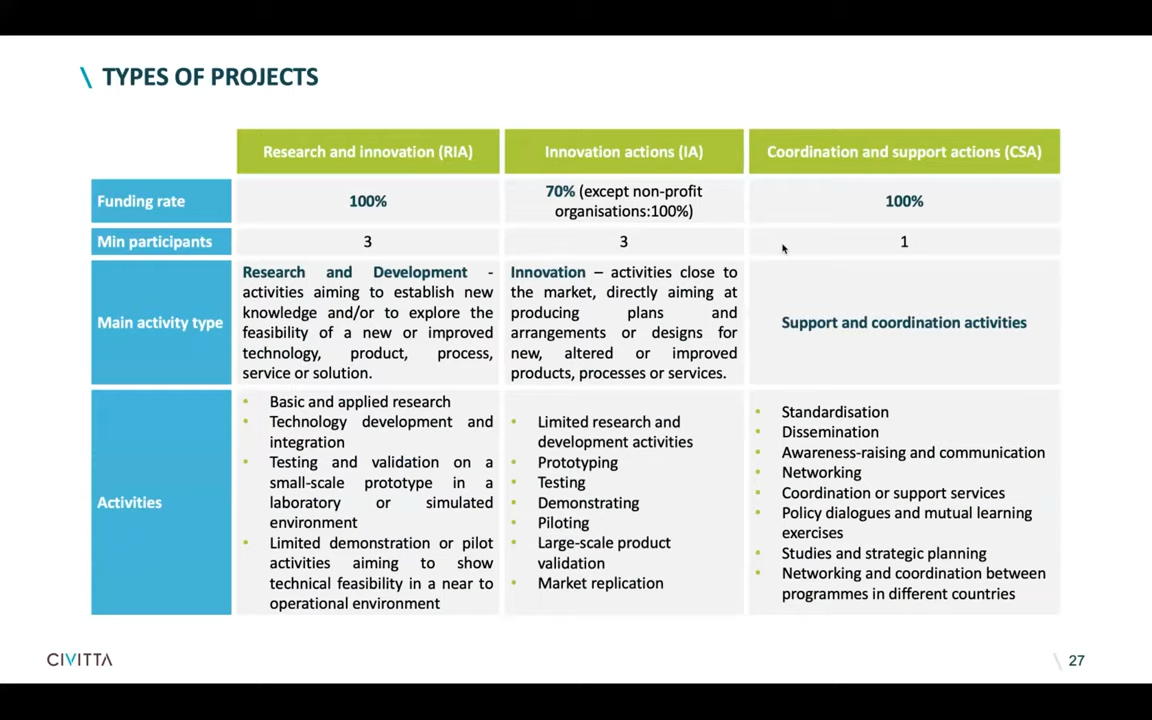 \ TYPES OF PROJECTS
Research and innovation (RIA)
Innovation actions (IA)
Coordination and support actions (CSA)
Funding rate
100%
70% (except non-profit
organisations:100%)
100%
Min participants
3
3
1
Main activity type
Research and Development -
activities aiming to establish new
knowledge and/or to explore the
feasibility of a new or improved
technology, product, process,
service or solution.
Innovation – activities close to
the market, directly aiming at
producing plans and
arrangements or designs for
new, altered or improved
products, processes or services.
Support and coordination activities
Activities
• Basic and applied research
• Technology development and
integration
• Testing and validation on a
small-scale prototype in a
laboratory or simulated
environment
• Limited demonstration or pilot
activities aiming to show
technical feasibility in a near to
operational environment
• Limited research and
development activities
• Prototyping
• Testing
• Demonstrating
• Piloting
• Large-scale product
validation
• Market replication
• Standardisation
• Dissemination
• Awareness-raising and communication
• Networking
• Coordination or support services
• Policy dialogues and mutual learning
exercises
• Studies and strategic planning
• Networking and coordination between
programmes in different countries
CIVITTA
\ 27